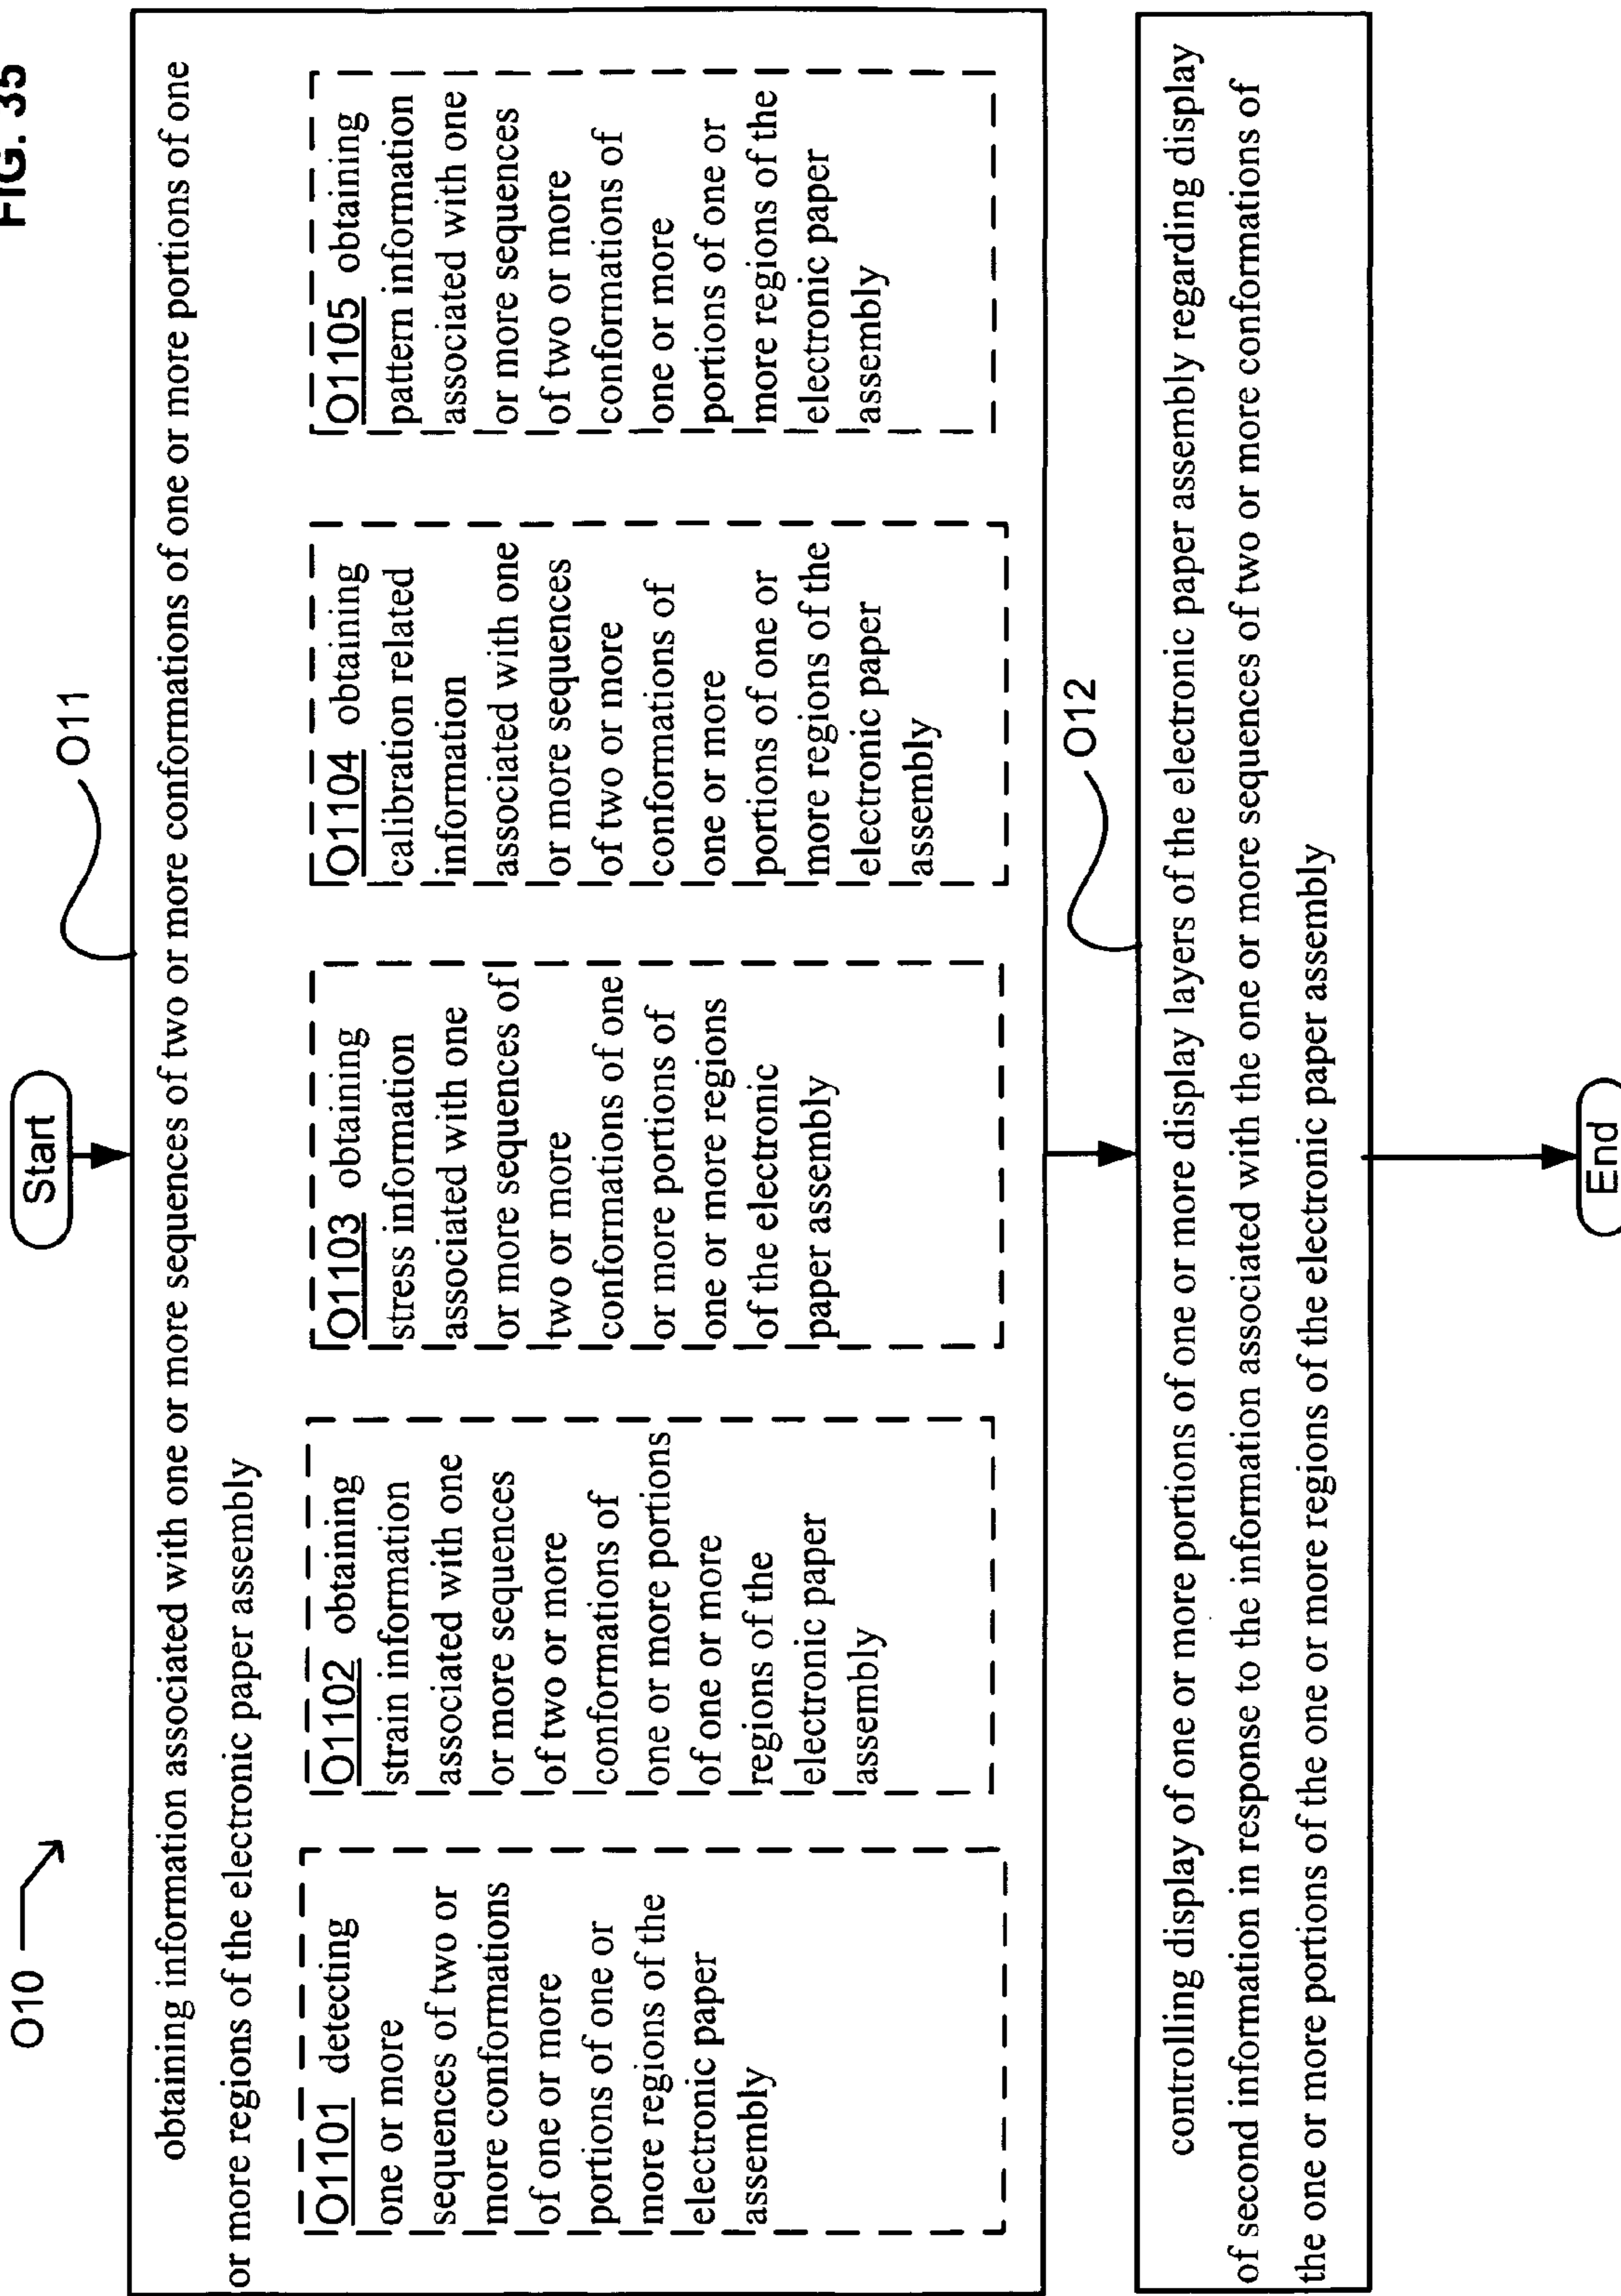 FIG. 35
O10
Start
O11
obtaining information associated with one or more sequences of two or more conformations of one or more portions of one
or more regions of the electronic paper assembly
O1101 detecting
one or more
sequences of two or
more conformations
of one or more
portions of one or
more regions of the
electronic paper
assembly
O1102 obtaining
strain information
associated with one
or more sequences
of two or more
conformations of
one or more portions
of one or more
regions of the
electronic paper
assembly
O1103 obtaining
stress information
associated with one
or more sequences of
two or more
conformations of one
or more portions of
one or more regions
of the electronic
paper assembly
O1104 obtaining
calibration related
information
associated with one
or more sequences
of two or more
conformations of
one or more
portions of one or
more regions of the
electronic paper
assembly
O1105 obtaining
pattern information
associated with one
or more sequences
of two or more
conformations of
one or more
portions of one or
more regions of the
electronic paper
assembly
O12
controlling display of one or more portions of one or more display layers of the electronic paper assembly regarding display
of second information in response to the information associated with the one or more sequences of two or more conformations of
the one or more portions of the one or more regions of the electronic paper assembly
End